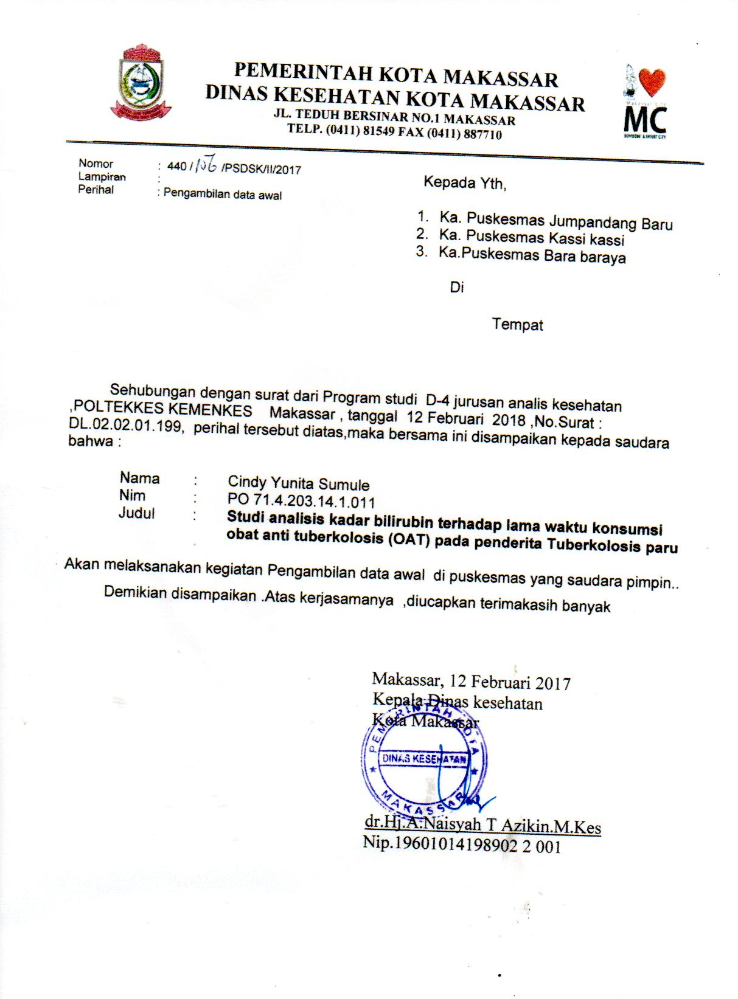 PEMERINTAH KOTA MAKASSAR
DINAS KESEHATAN KOTA MAKASSAR
JL. TEDUH BERSINAR NO.1 MAKASSAR
TELP. (0411) 81549 FAX (0411) 887710
Makassar City
MC
SOMBERE' & SMART CITY
Nomor : 440 / 106 /PSDSK/II/2017
Lampiran :
Perihal : Pengambilan data awal
Kepada Yth,
1. Ka. Puskesmas Jumpandang Baru
2. Ka. Puskesmas Kassi kassi
3. Ka.Puskesmas Bara baraya
Di
Tempat
Sehubungan dengan surat dari Program studi D-4 jurusan analis kesehatan
,POLTEKKES KEMENKES Makassar , tanggal 12 Februari 2018 ,No.Surat :
DL.02.02.01.199, perihal tersebut diatas,maka bersama ini disampaikan kepada saudara
bahwa :
Nama : Cindy Yunita Sumule
Nim : PO 71.4.203.14.1.011
Judul : Studi analisis kadar bilirubin terhadap lama waktu konsumsi
obat anti tuberkolosis (OAT) pada penderita Tuberkolosis paru
Akan melaksanakan kegiatan Pengambilan data awal di puskesmas yang saudara pimpin..
Demikian disampaikan .Atas kerjasamanya ,diucapkan terimakasih banyak
Makassar, 12 Februari 2017
Kepala Dinas kesehatan
Kota Makassar
PEMERINTAH KOTA
DINAS KESEHATAN
MAKASSAR
dr.Hj.A.Naisyah T Azikin.M.Kes
Nip.19601014198902 2 001